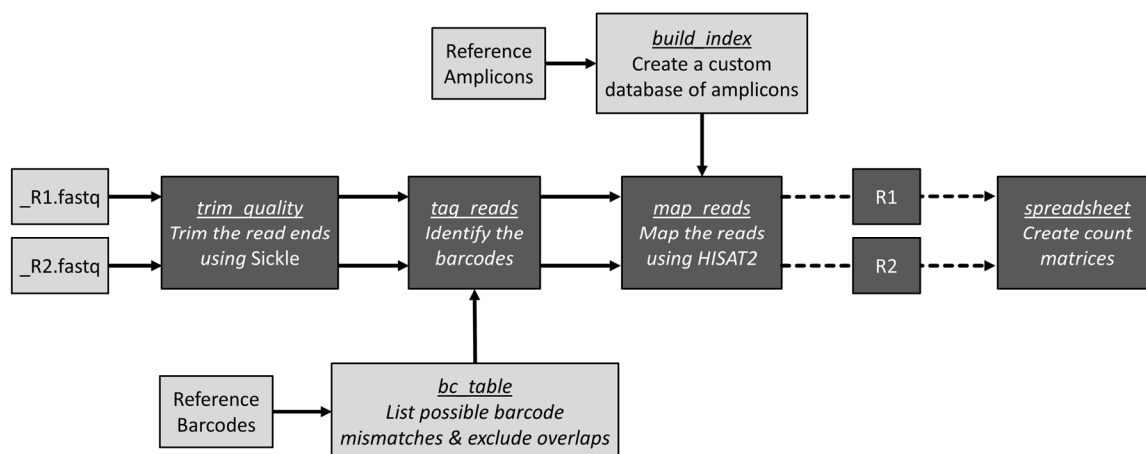 Reference
Amplicons
build_index
Create a custom
database of amplicons
_R1.fastq
_R2.fastq
trim_quality
Trim the read ends
using Sickle
tag_reads
Identify the
barcodes
map_reads
Map the reads
using HISAT2
R1
R2
spreadsheet
Create count
matrices
Reference
Barcodes
bc_table
List possible barcode
mismatches & exclude overlaps